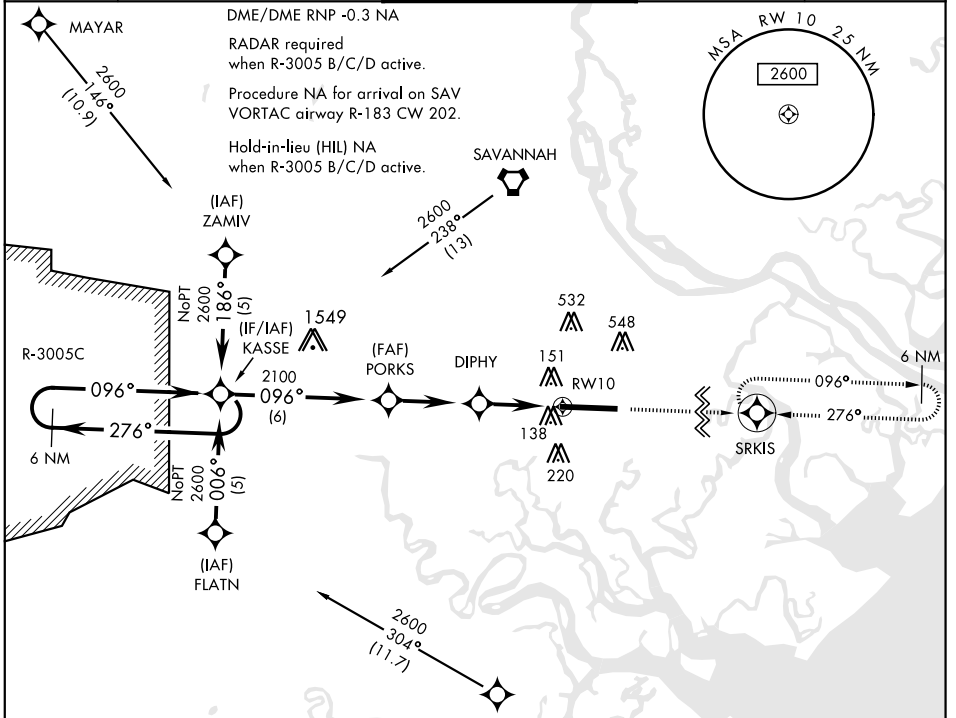 MAYAR
2600
146°
(10.9)
DME/DME RNP -0.3 NA
RADAR required
when R-3005 B/C/D active.
Procedure NA for arrival on SAV
VORTAC airway R-183 CW 202.
Hold-in-lieu (HIL) NA
when R-3005 B/C/D active.
MSA RW 10 25 NM
2600
SAVANNAH
2600
238°
(13)
(IAF)
ZAMIV
NoPT
2600
186°
(5)
(IF/IAF)
KASSE
1549
R-3005C
096°
276°
6 NM
2100
096°
(6)
(FAF)
PORKS
DIPHY
532
548
151
RW10
138
220
SRKIS
096°
276°
6 NM
NoPT
2600
006°
(5)
(IAF)
FLATN
2600
304°
(11.7)